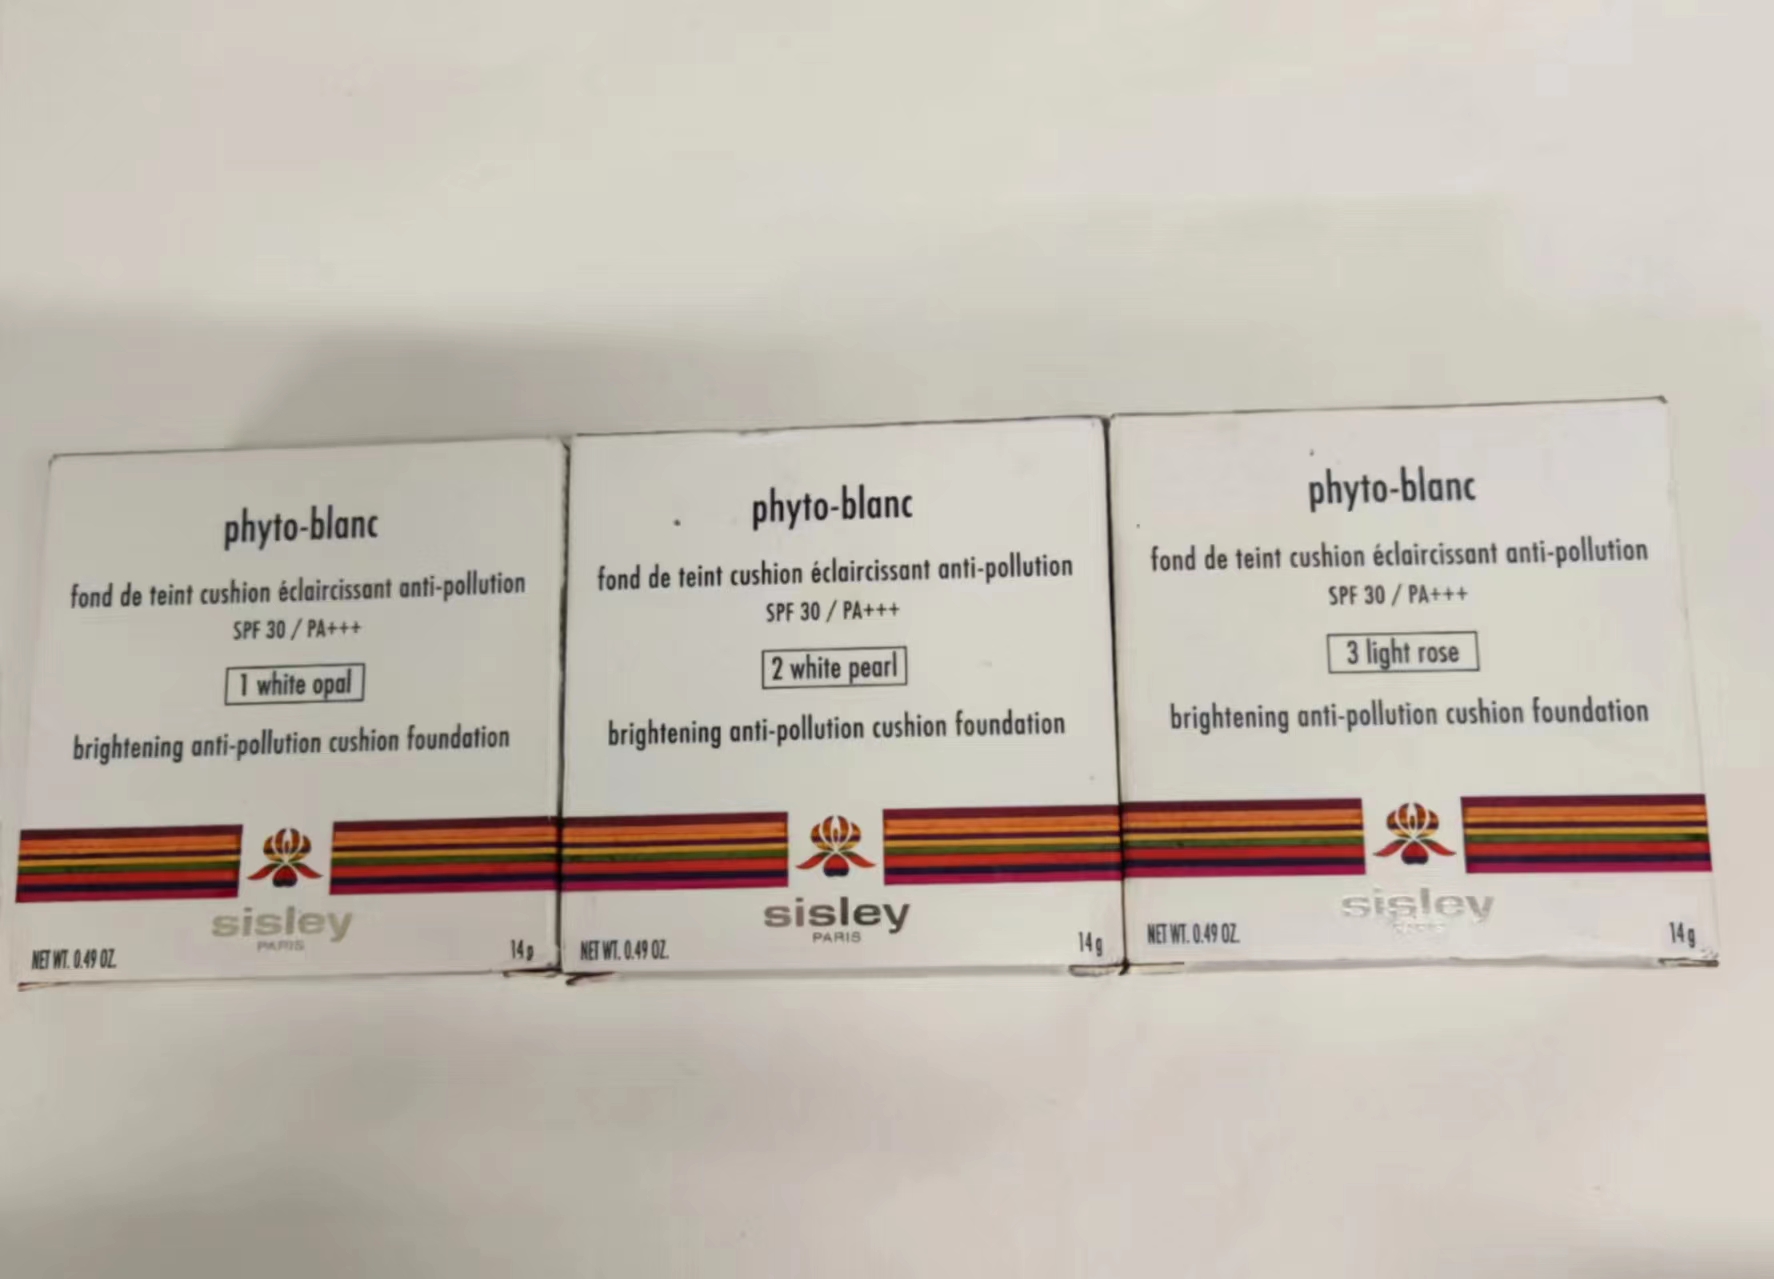 phyto-blanc
fond de teint cushion éclaircissant anti-pollution
SPF 30 / PA+++
1 white opal
brightening anti-pollution cushion foundation
sisley
PARIS
NET WT. 0.49 OZ.
14g
phyto-blanc
fond de teint cushion éclaircissant anti-pollution
SPF 30 / PA+++
2 white pearl
brightening anti-pollution cushion foundation
sisley
PARIS
NET WT. 0.49 OZ.
14g
phyto-blanc
fond de teint cushion éclaircissant anti-pollution
SPF 30 / PA+++
3 light rose
brightening anti-pollution cushion foundation
sisley
NET WT. 0.49 OZ.
14g